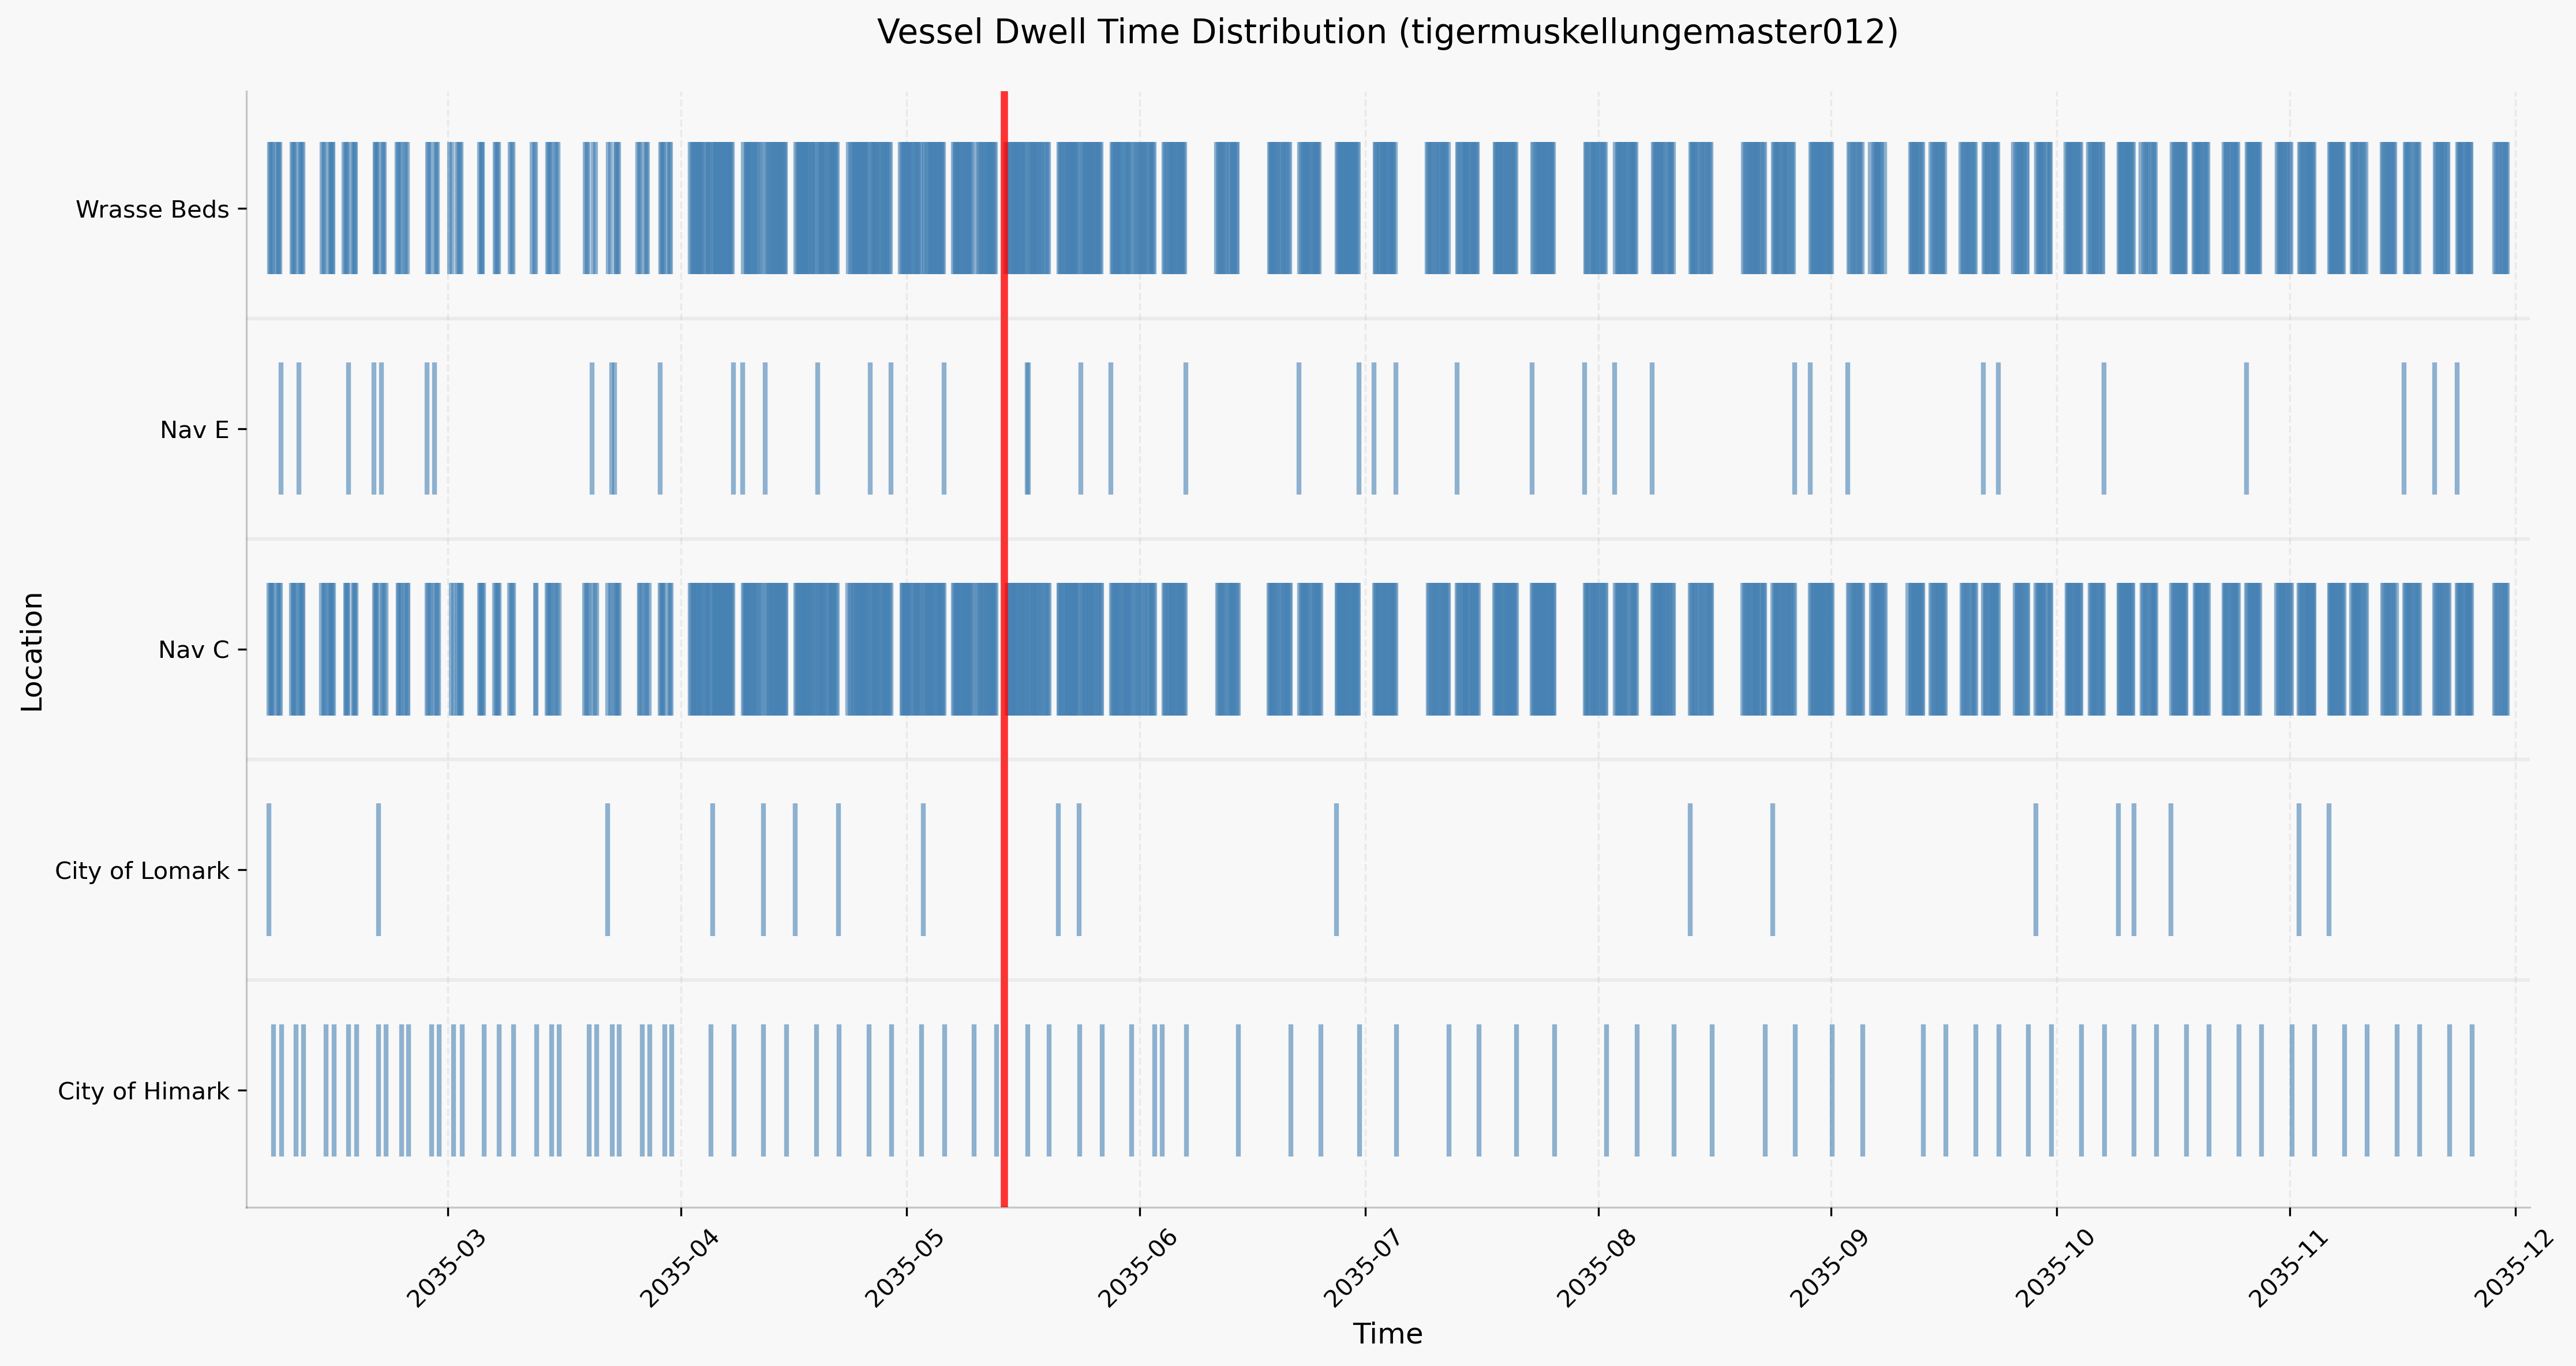 Vessel Dwell Time Distribution (tigermuskellungemaster012)
Location
Wrasse Beds
Nav E
Nav C
City of Lomark
City of Himark
2035-03
2035-04
2035-05
2035-06
2035-07
2035-08
2035-09
2035-10
2035-11
2035-12
Time